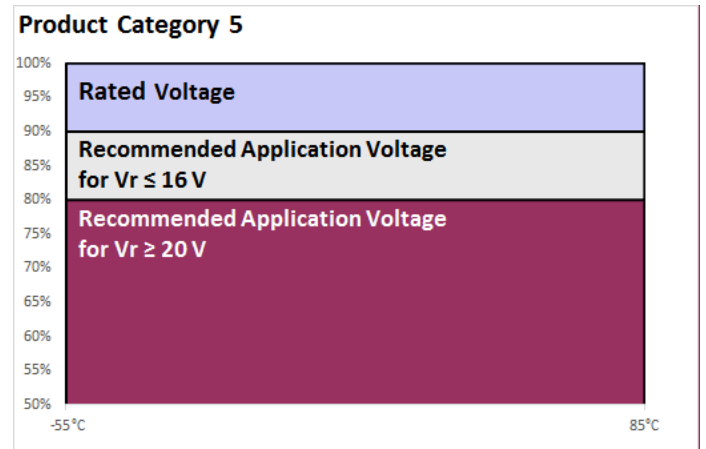 Product Category 5
100%
95%
90%
85%
80%
75%
70%
65%
60%
55%
50%
Rated Voltage
Recommended Application Voltage
for Vr ≤ 16 V
Recommended Application Voltage
for Vr ≥ 20 V
-55°C
85°C